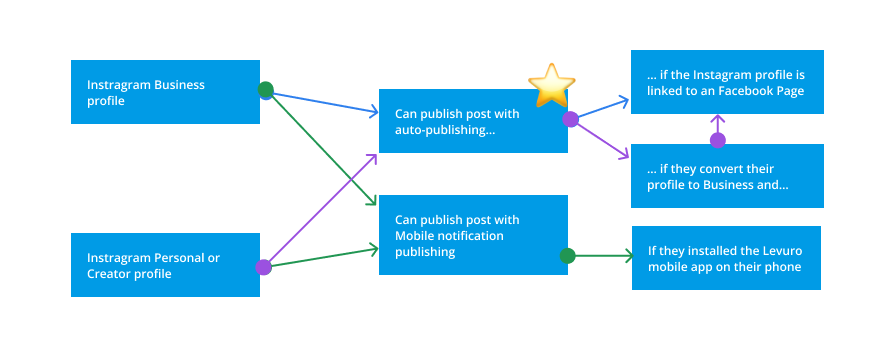 Instragram Business
profile
Instragram Personal or
Creator profile
Can publish post with
auto-publishing...
Can publish post with
Mobile notification
publishing
... if the Instagram profile is
linked to an Facebook Page
... if they convert their
profile to Business and...
If they installed the Levuro
mobile app on their phone